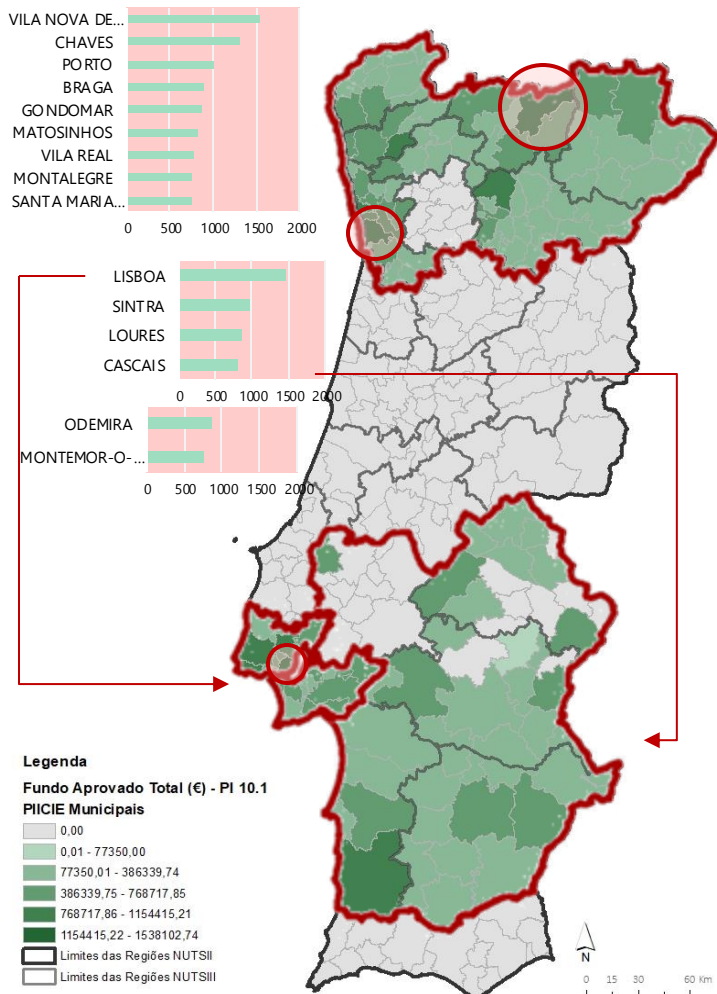 VILA NOVA DE...
CHAVES
PORTO
BRAGA
GONDOMAR
MATOSINHOS
VILA REAL
MONTALEGRE
SANTA MARIA...
0 500 1000 1500 2000
LISBOA
SINTRA
LOURES
CASCAIS
0 500 1000 1500 2000
ODEMIRA
MONTEMOR-O-...
0 500 1000 1500 2000
Legenda
Fundo Aprovado Total (€) - PI 10.1
PIICIE Municipais
0,00
0,01 - 77350,00
77350,01 - 386339,74
386339,75 - 768717,85
768717,86 - 1154415,21
1154415,22 - 1538102,74
Limites das Regiões NUTSII
Limites das Regiões NUTSIII
N
0 15 30 60 Km